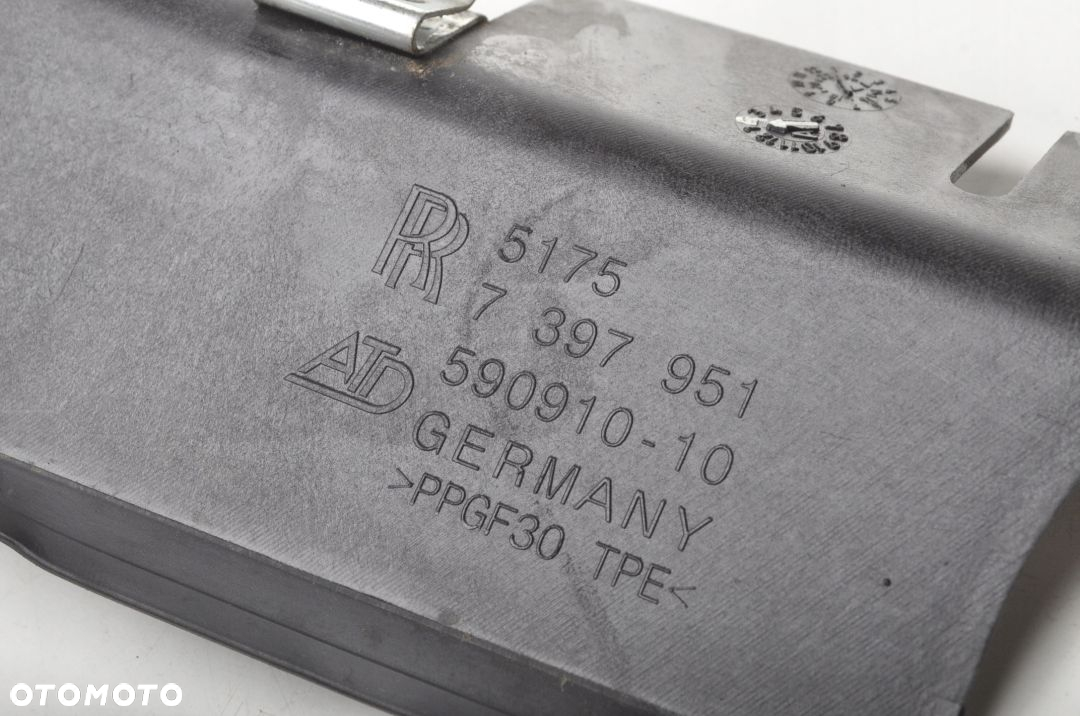 RR 5175
7 397 951
ATD 590910-10
GERMANY
>PPGF30 TPE<
OTOMOTO